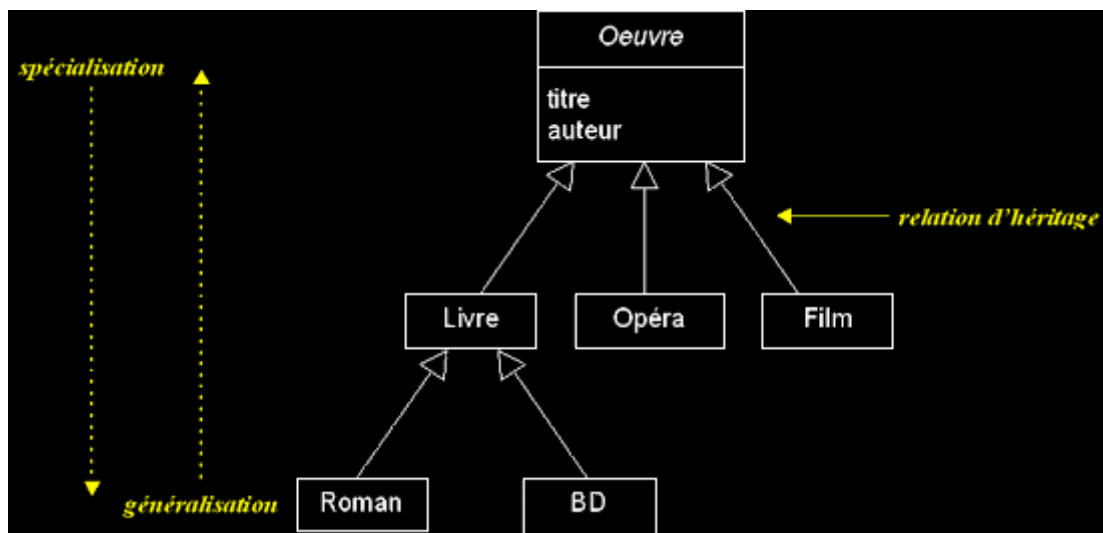 Oeuvre
spécialisation
titre
auteur
relation d'héritage
Livre
Opéra
Film
généralisation
Roman
BD